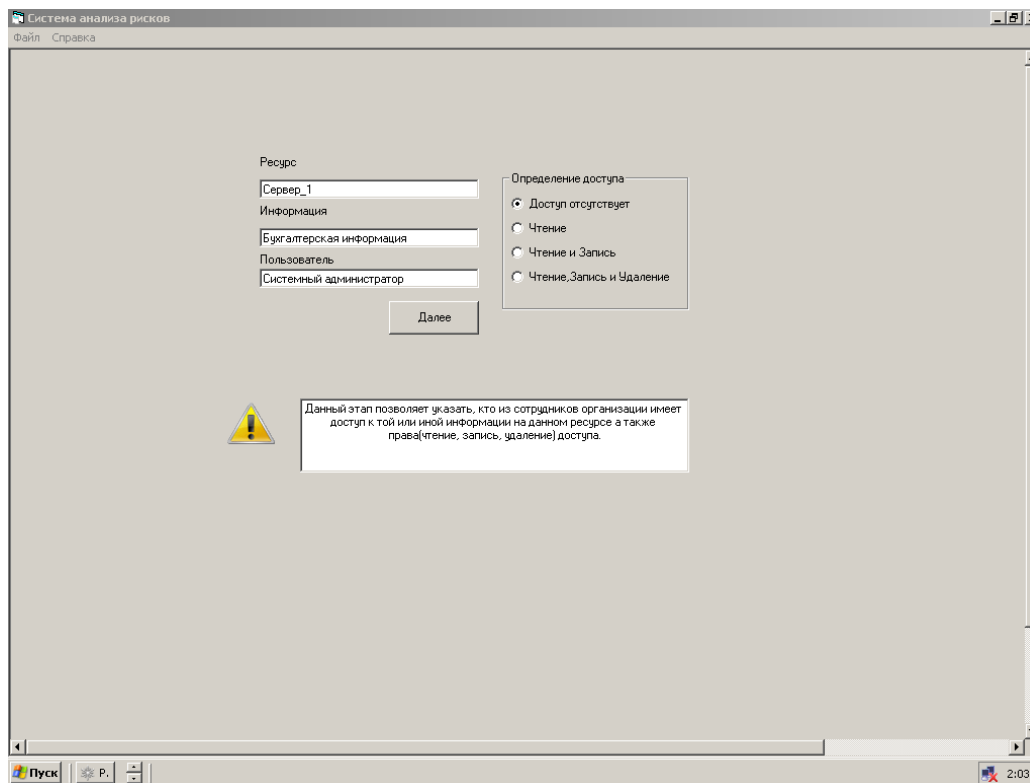 Система анализа рисков
Файл Справка
Ресурс
Сервер_1
Информация
Бухгалтерская информация
Пользователь
Системный администратор
Далее
Определение доступа
Доступ отсутствует
Чтение
Чтение и Запись
Чтение,Запись и Удаление
Данный этап позволяет указать, кто из сотрудников организации имеет
доступ к той или иной информации на данном ресурсе а также
права(чтение, запись, удаление) доступа.
Пуск
Р.
2:03